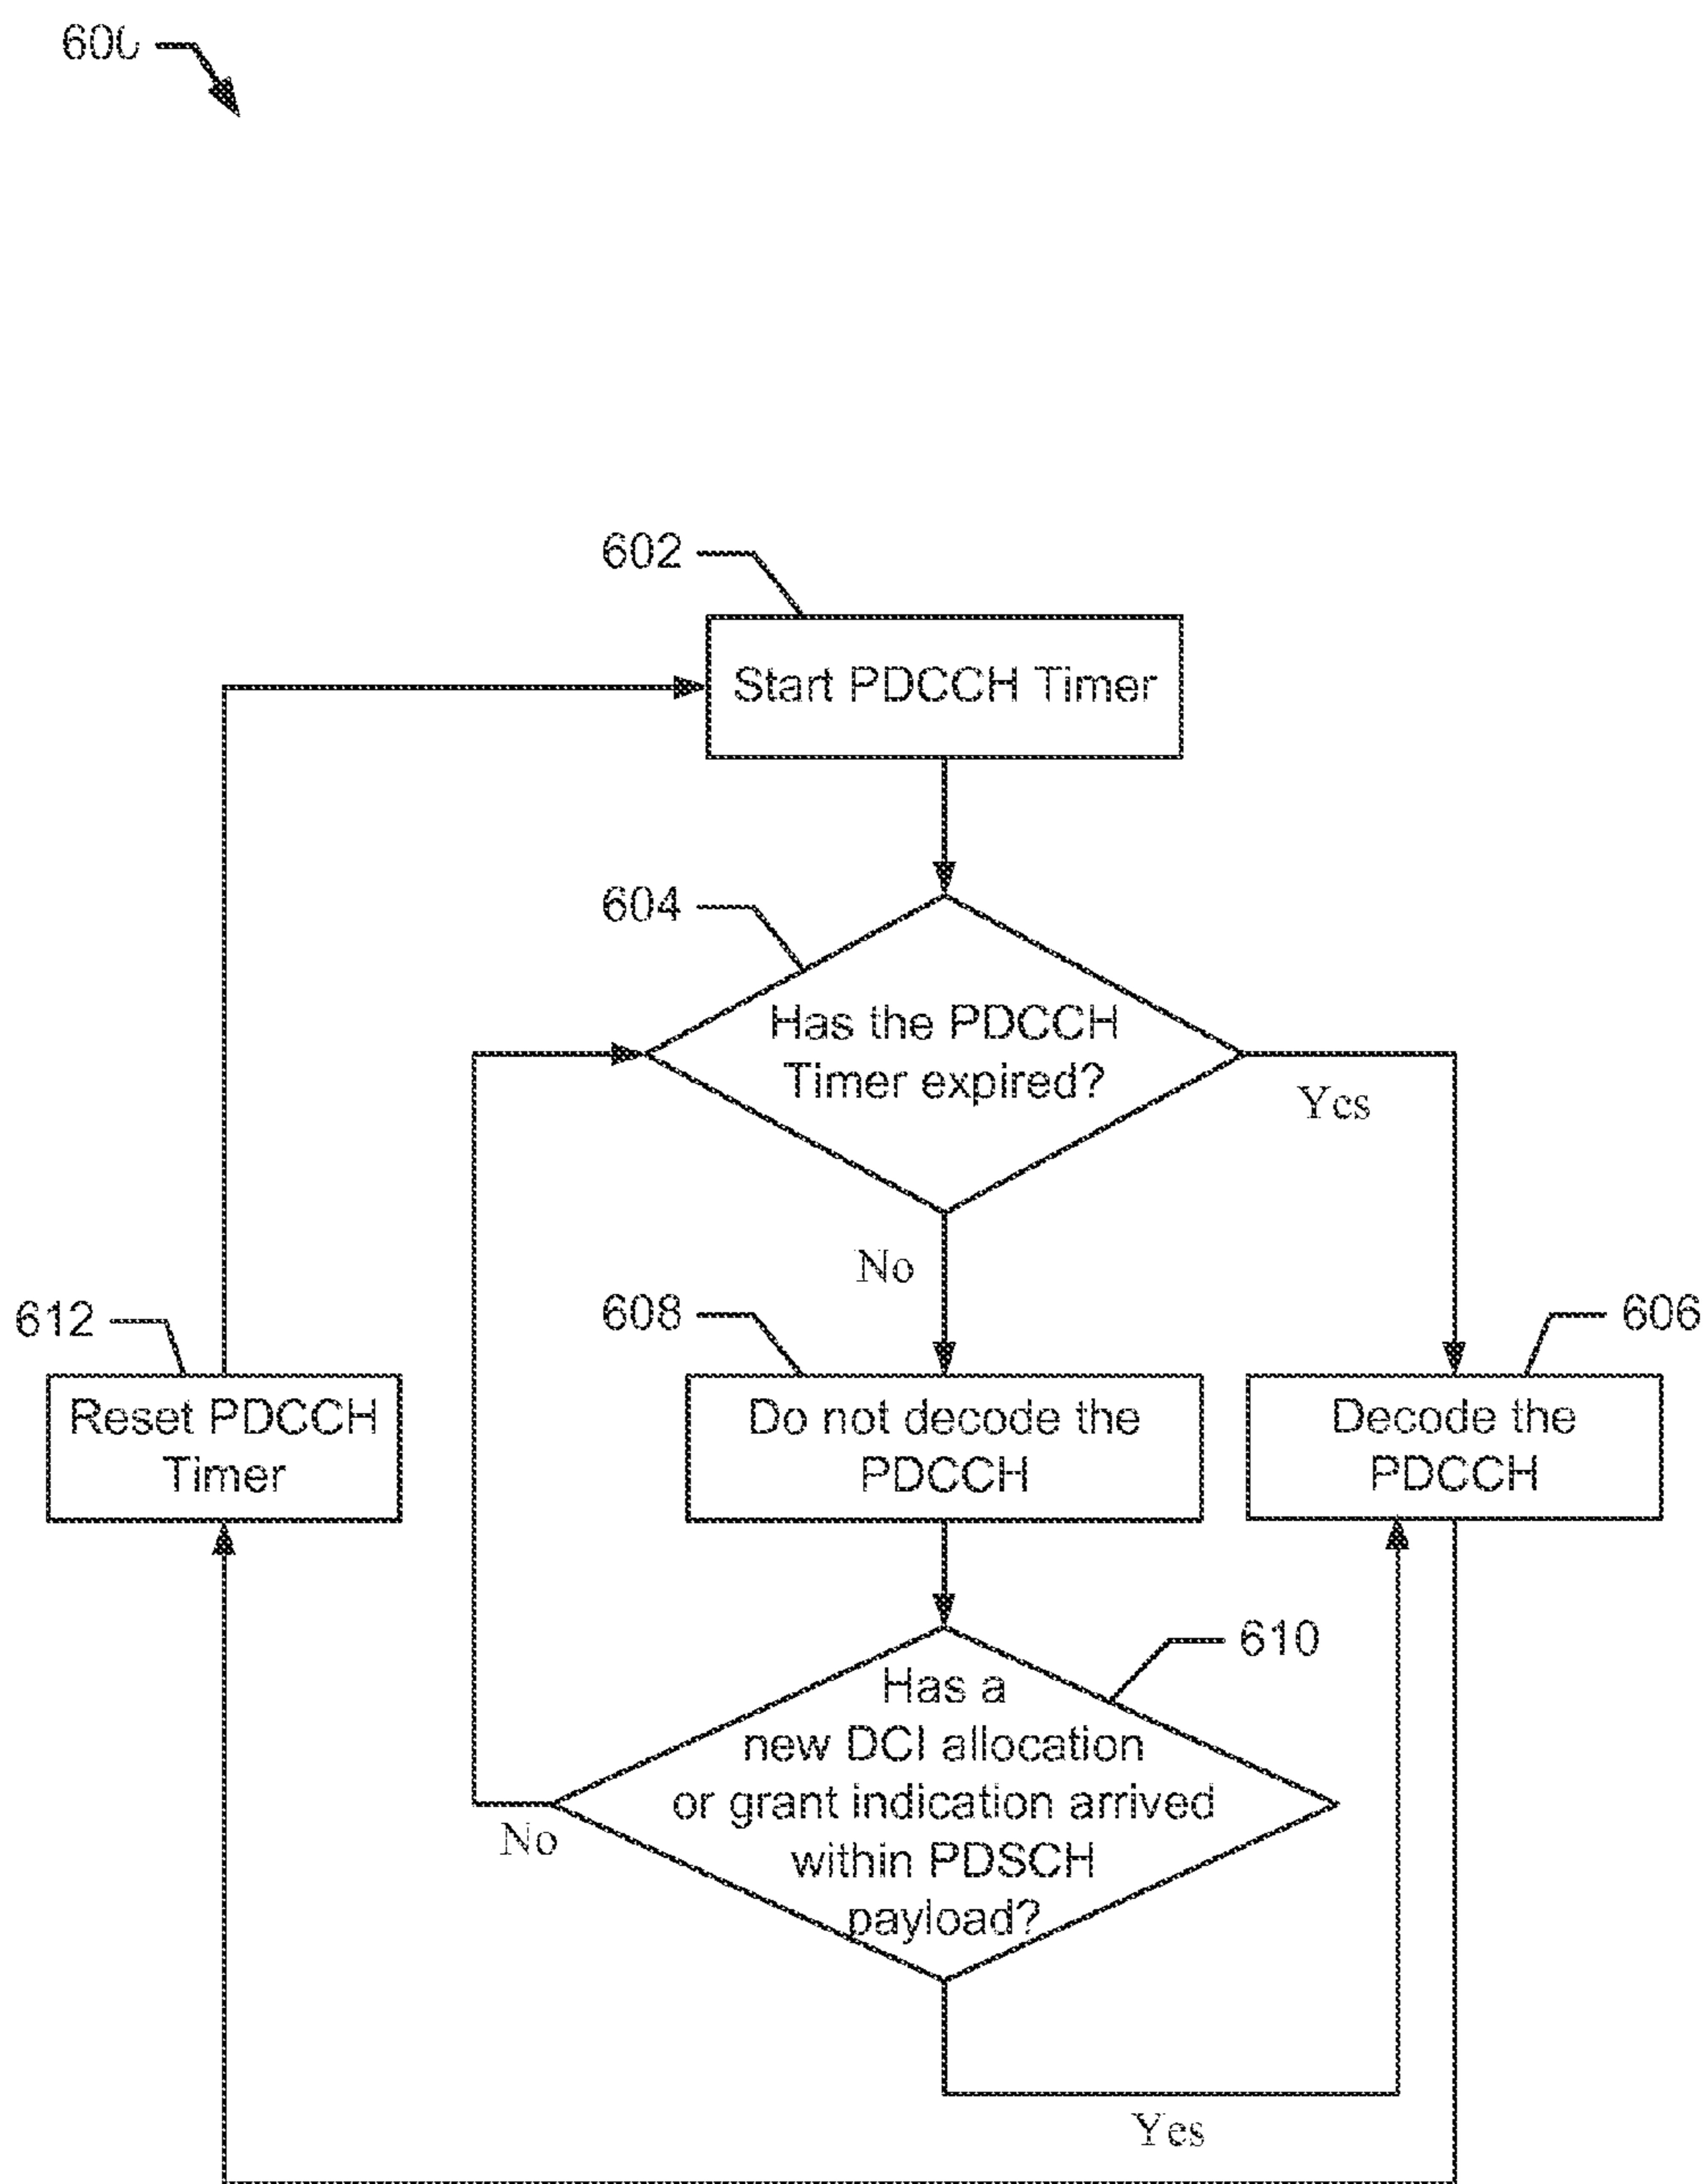 600
602
Start PDCCH Timer
604
Has the PDCCH
Timer expired?
Yes
No
612
608
606
Reset PDCCH
Timer
Do not decode the
PDCCH
Decode the
PDCCH
610
Has a
new DCI allocation
or grant indication arrived
within PDSCH
payload?
No
Yes